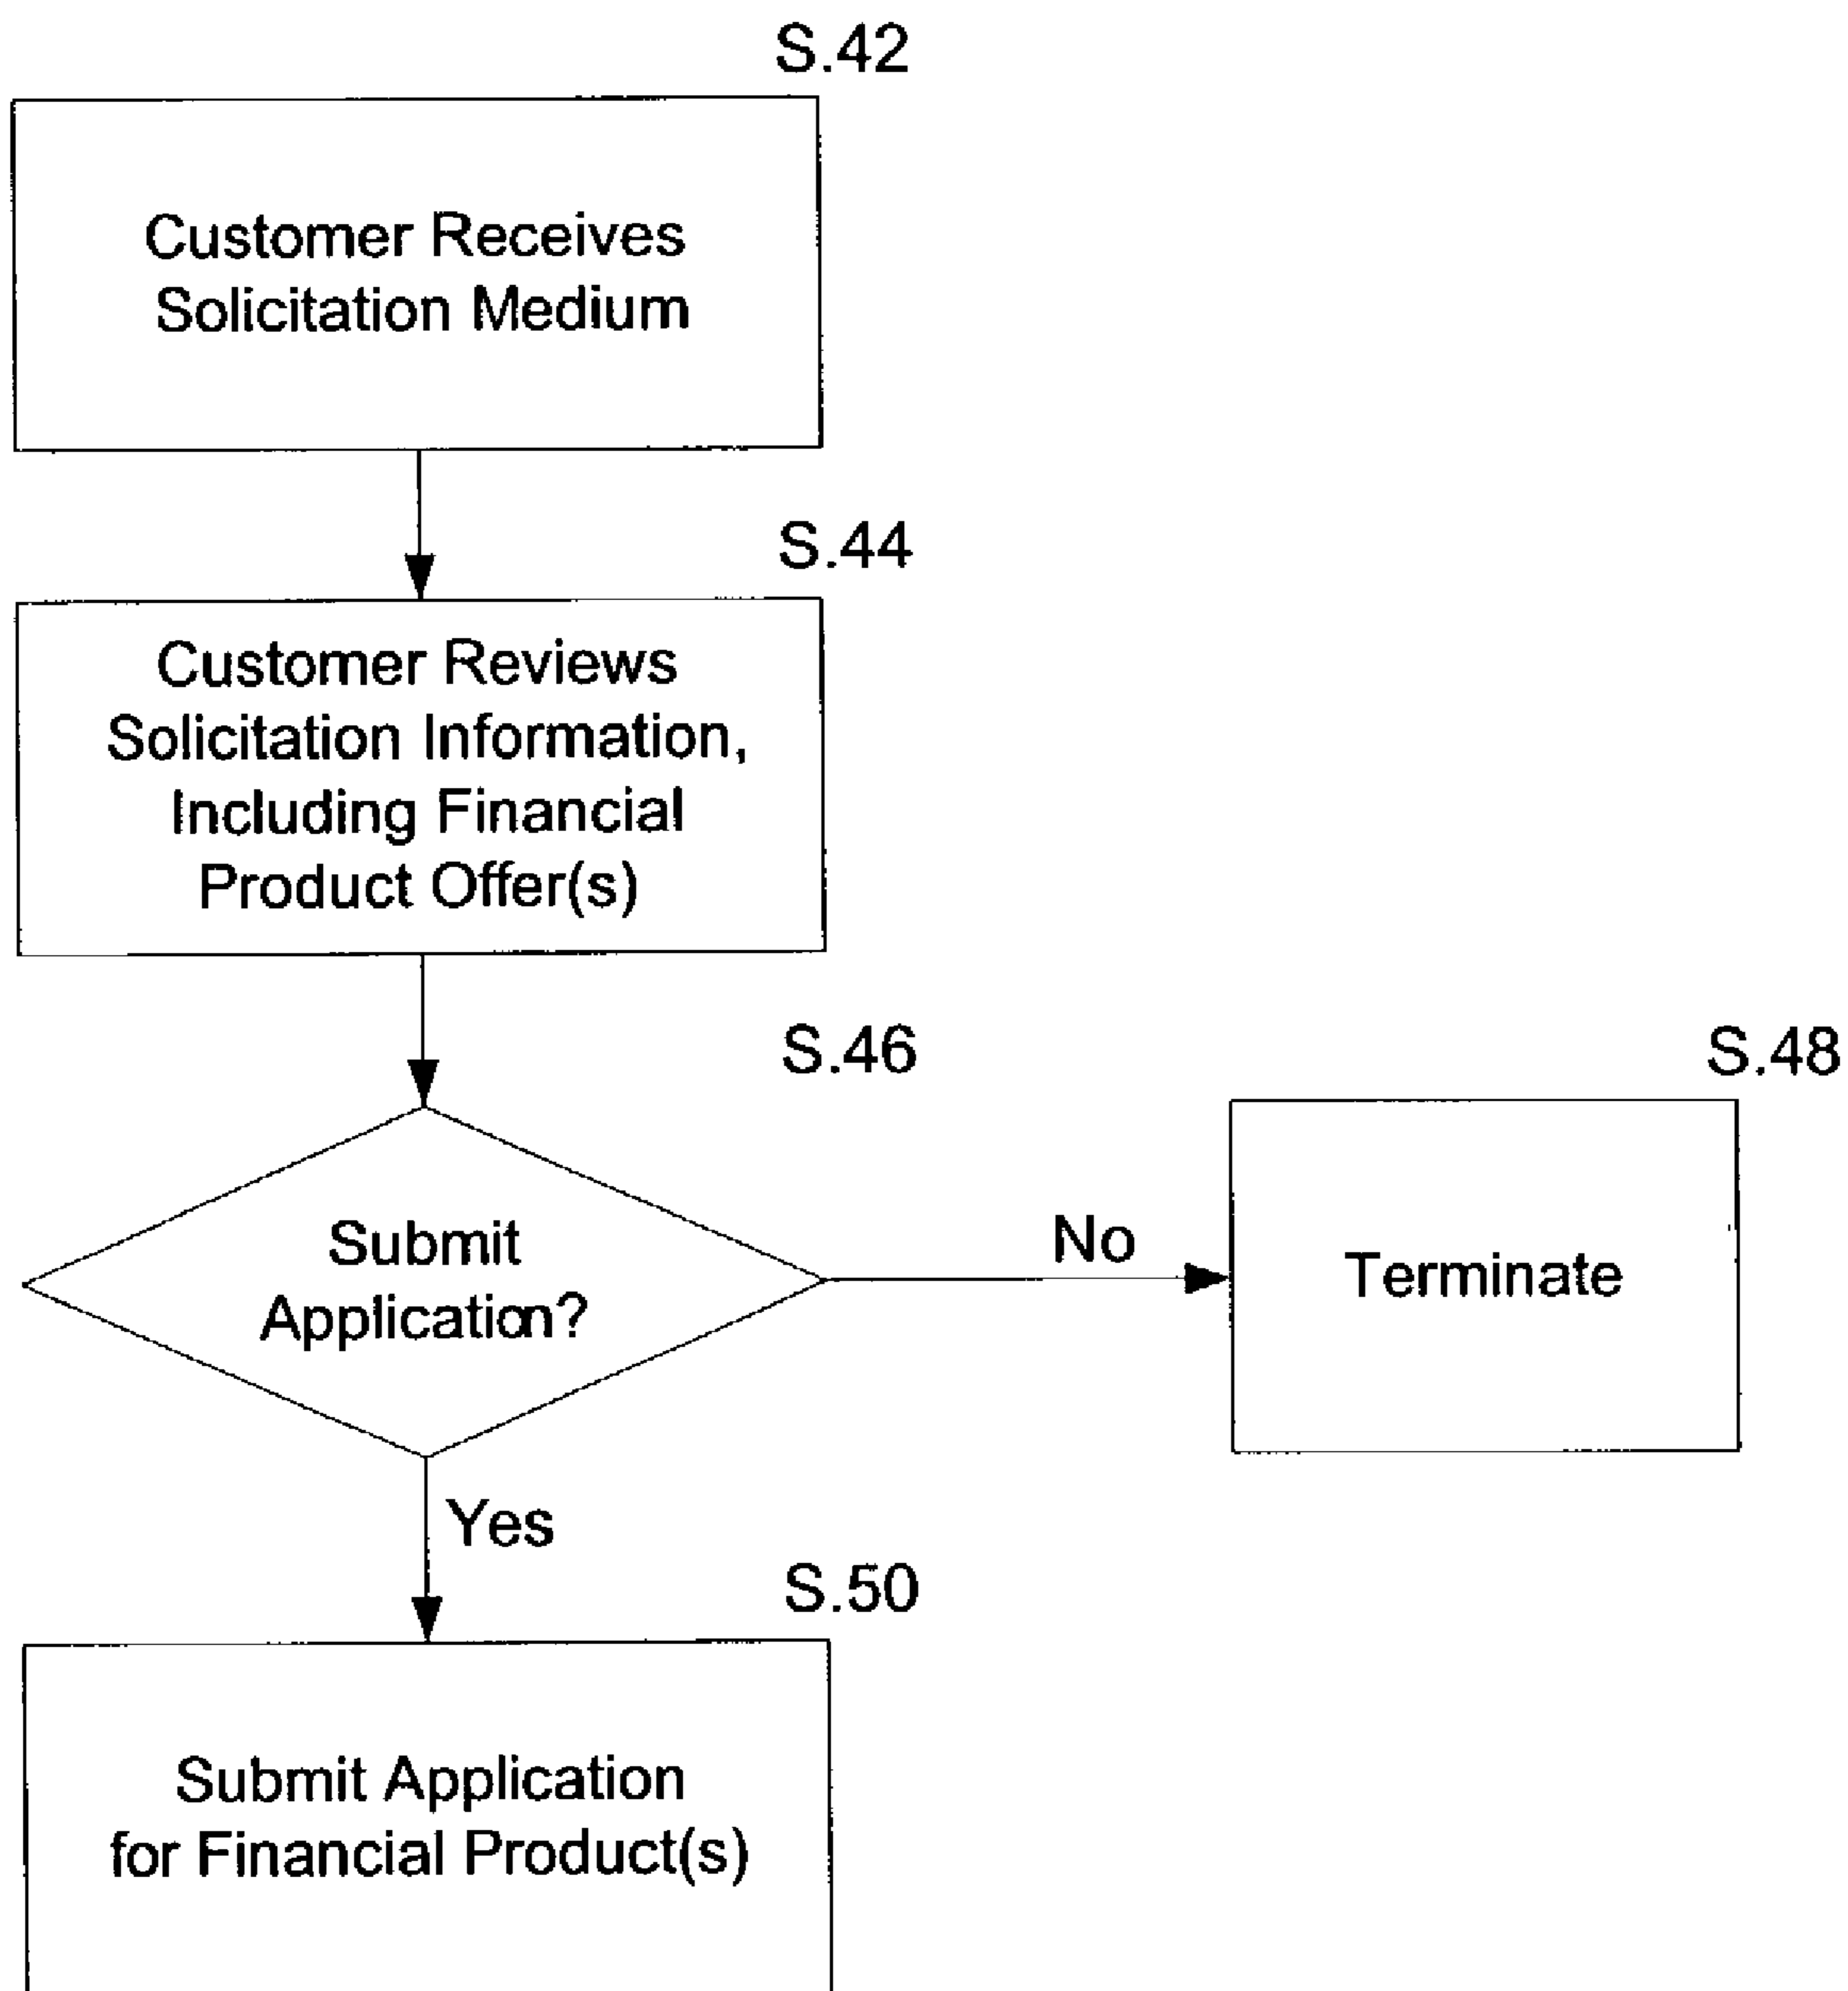 S.42
Customer Receives
Solicitation Medium
S.44
Customer Reviews
Solicitation Information,
Including Financial
Product Offer(s)
S.46
Submit
Application?
No
S.48
Terminate
Yes
S.50
Submit Application
for Financial Product(s)